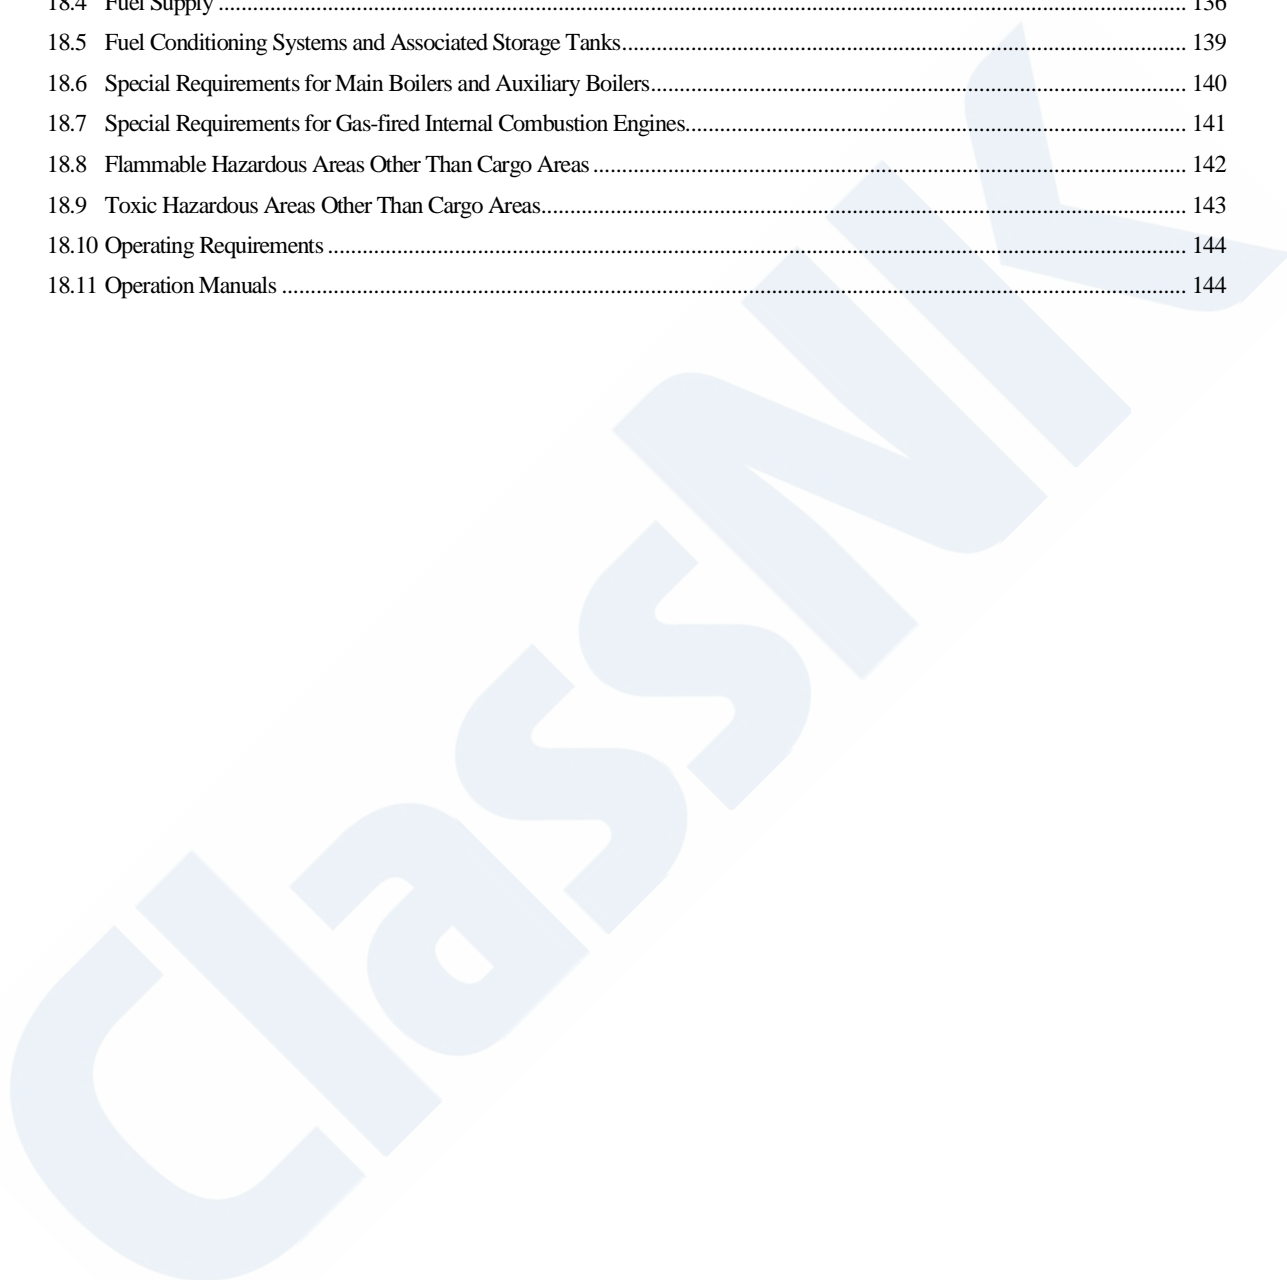 18.4 Fuel Supply ........................................ 136
18.5 Fuel Conditioning Systems and Associated Storage Tanks........................................ 139
18.6 Special Requirements for Main Boilers and Auxiliary Boilers........................................ 140
18.7 Special Requirements for Gas-fired Internal Combustion Engines........................................ 141
18.8 Flammable Hazardous Areas Other Than Cargo Areas ........................................ 142
18.9 Toxic Hazardous Areas Other Than Cargo Areas........................................ 143
18.10 Operating Requirements ........................................ 144
18.11 Operation Manuals ........................................ 144
ClassNK